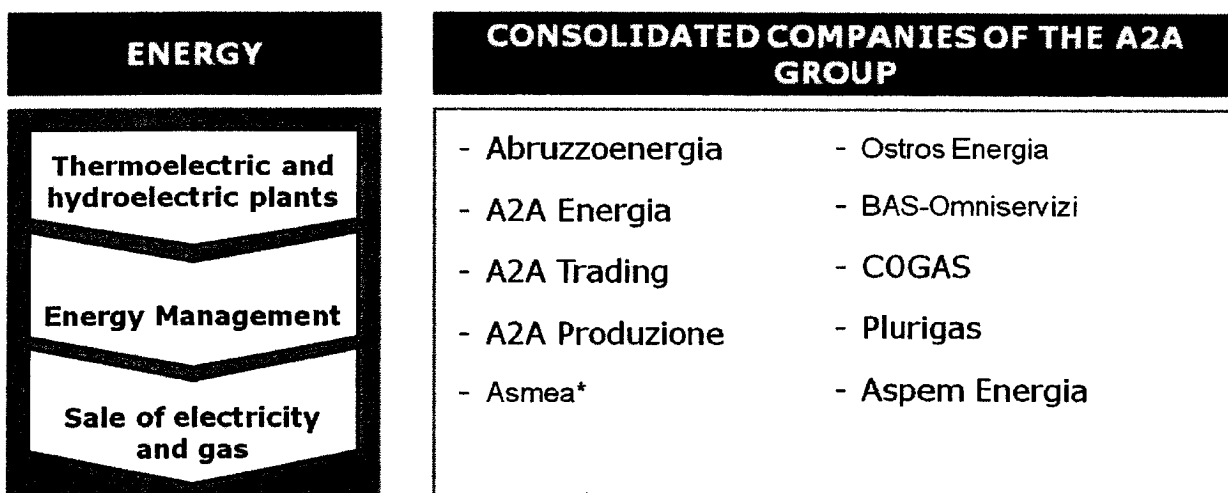 ENERGY
Thermoelectric and
hydroelectric plants
Energy Management
Sale of electricity
and gas
CONSOLIDATED COMPANIES OF THE A2A
GROUP
- Abruzzoenergia
- A2A Energia
- A2A Trading
- A2A Produzione
- Asmea*
- Ostros Energia
- BAS-Omniservizi
- COGAS
- Plurigas
- Aspem Energia